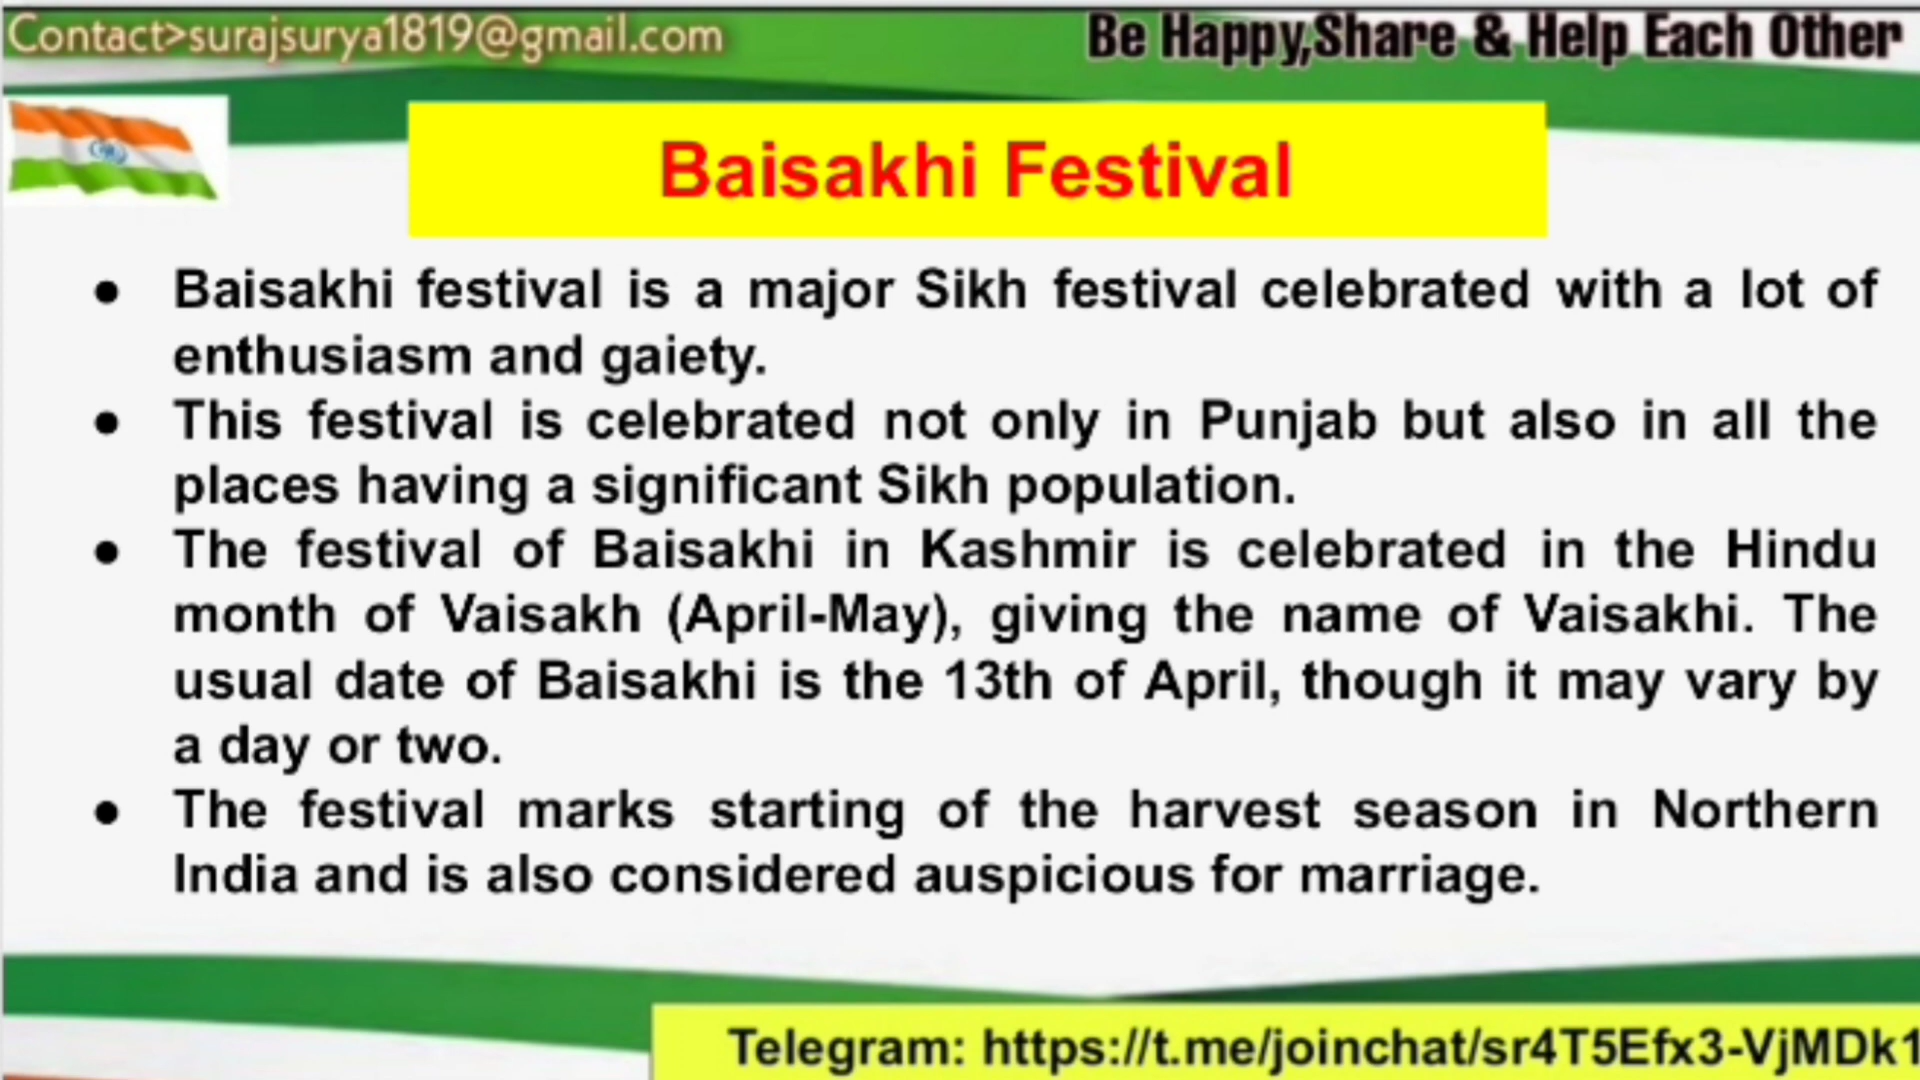 Contact>surajsurya1819@gmail.com
Be Happy,Share & Help Each Other
Baisakhi Festival
● Baisakhi festival is a major Sikh festival celebrated with a lot of
enthusiasm and gaiety.
● This festival is celebrated not only in Punjab but also in all the
places having a significant Sikh population.
● The festival of Baisakhi in Kashmir is celebrated in the Hindu
month of Vaisakh (April-May), giving the name of Vaisakhi. The
usual date of Baisakhi is the 13th of April, though it may vary by
a day or two.
● The festival marks starting of the harvest season in Northern
India and is also considered auspicious for marriage.
Telegram: https://t.me/joinchat/sr4T5Efx3-VjMDk1